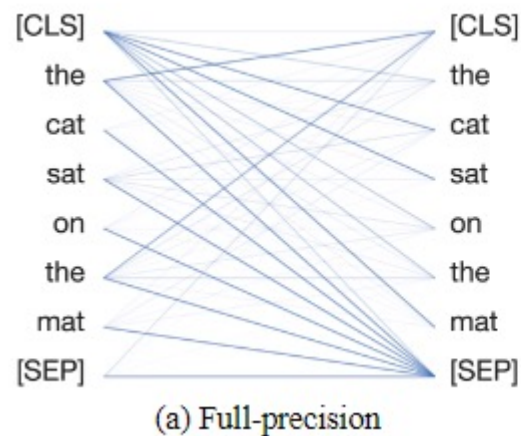 [CLS] [CLS]
the the
cat cat
sat sat
on on
the the
mat mat
[SEP] [SEP]
(a) Full-precision